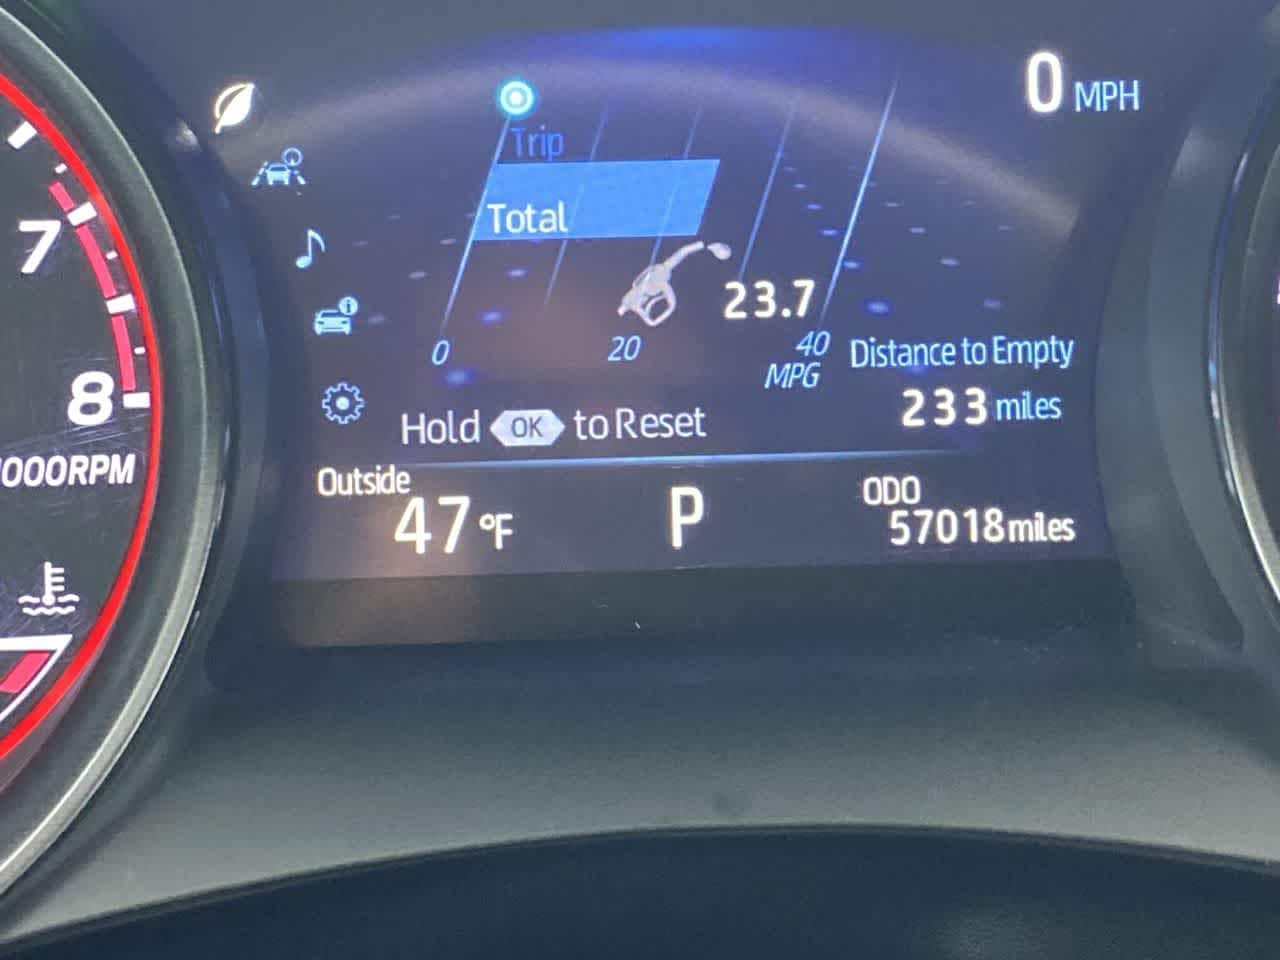 0 MPH
Trip
Total
23.7
0 20 40
MPG
Distance to Empty
233 miles
Hold OK to Reset
Outside
47 °F
P
ODO
57018 miles
7
8
1000RPM